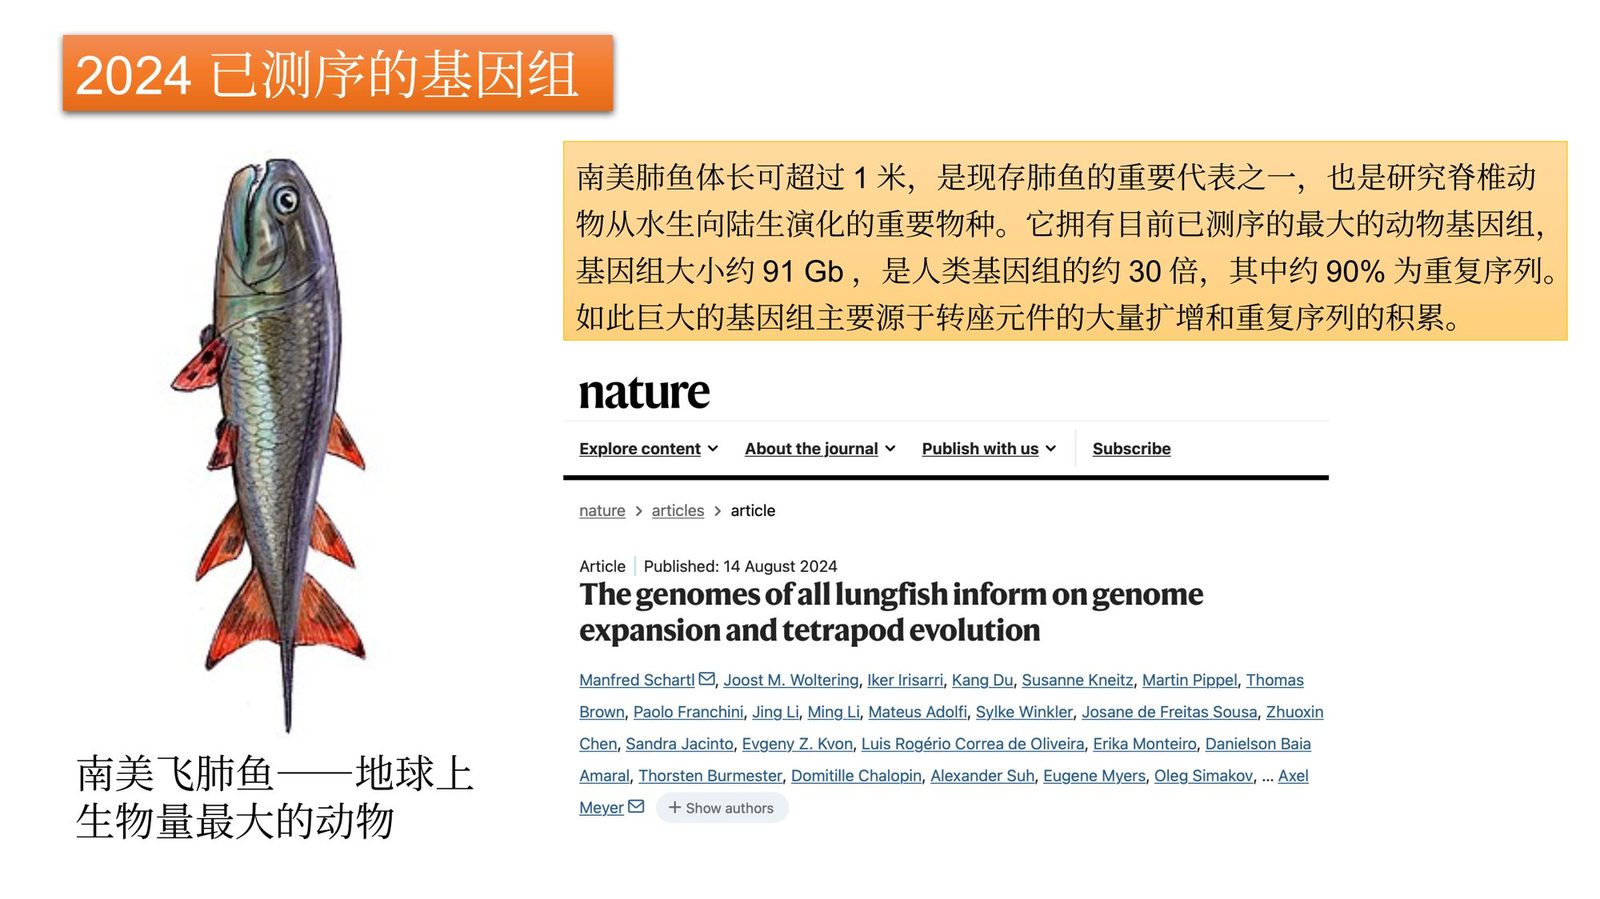 2024 已测序的基因组
南美肺鱼体长可超过 1 米，是现存肺鱼的重要代表之一，也是研究脊椎动
物从水生向陆生演化的重要物种。它拥有目前已测序的最大的动物基因组，
基因组大小约 91 Gb ，是人类基因组的约 30 倍，其中约 90% 为重复序列。
如此巨大的基因组主要源于转座元件的大量扩增和重复序列的积累。
nature
Explore content About the journal Publish with us Subscribe
nature > articles > article
Article | Published: 14 August 2024
The genomes of all lungfish inform on genome
expansion and tetrapod evolution
Manfred Schartl, Joost M. Woltering, Iker Irisarri, Kang Du, Susanne Kneitz, Martin Pippel, Thomas
Brown, Paolo Franchini, Jing Li, Ming Li, Mateus Adolfi, Sylke Winkler, Josane de Freitas Sousa, Zhuoxin
Chen, Sandra Jacinto, Evgeny Z. Kvon, Luis Rogério Correa de Oliveira, Erika Monteiro, Danielson Baia
Amaral, Thorsten Burmester, Domitille Chalopin, Alexander Suh, Eugene Myers, Oleg Simakov, ... Axel
Meyer + Show authors
南美飞肺鱼——地球上
生物量最大的动物